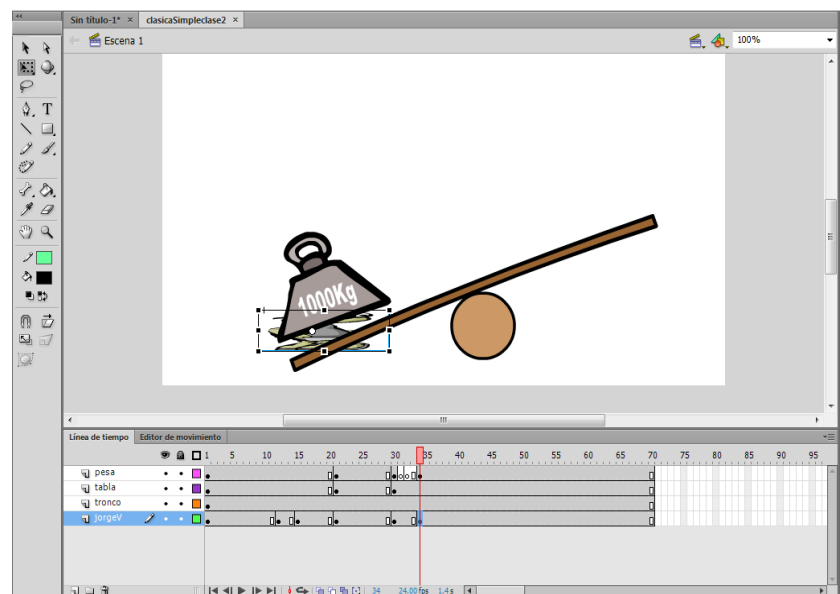 Sin título-1* × clasicaSimpleclase2 ×
Escena 1 100%
T
1000Kg
Línea de tiempo Editor de movimiento
1 5 10 15 20 25 30 35 40 45 50 55 60 65 70 75 80 85 90 95
pesa
tabla
tronco
JorgeV
34 24.00 fps 1.4 s